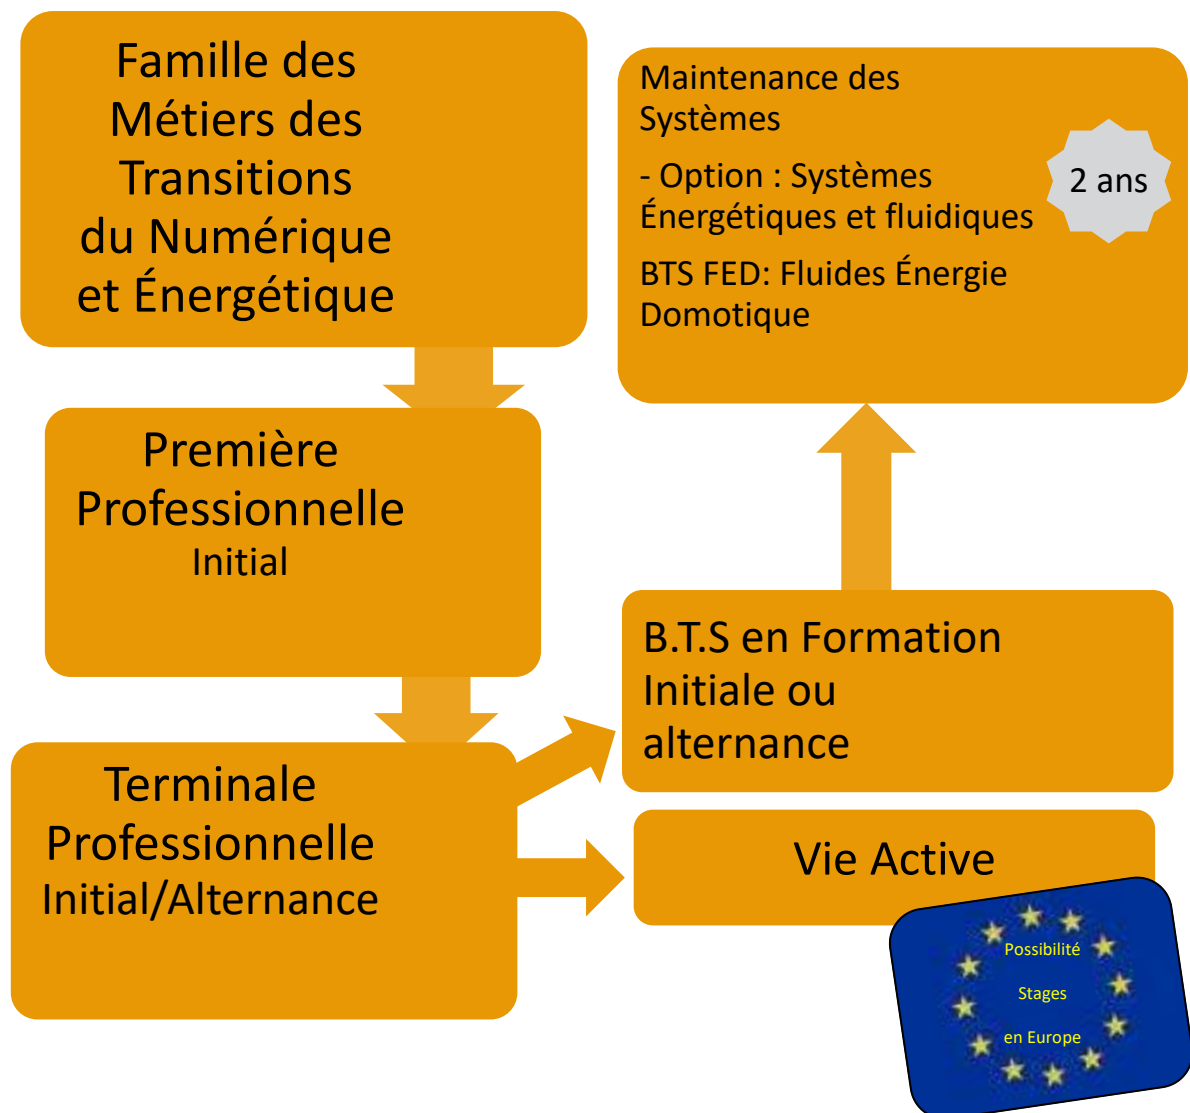 Famille des
Métiers des
Transitions
du Numérique
et Énergétique
Première
Professionnelle
Initial
Terminale
Professionnelle
Initial/Alternance
Maintenance des
Systèmes
- Option : Systèmes
Énergétiques et fluidiques
BTS FED: Fluides Énergie
Domotique
2 ans
B.T.S en Formation
Initiale ou
alternance
Vie Active
Possibilité
Stages
en Europe